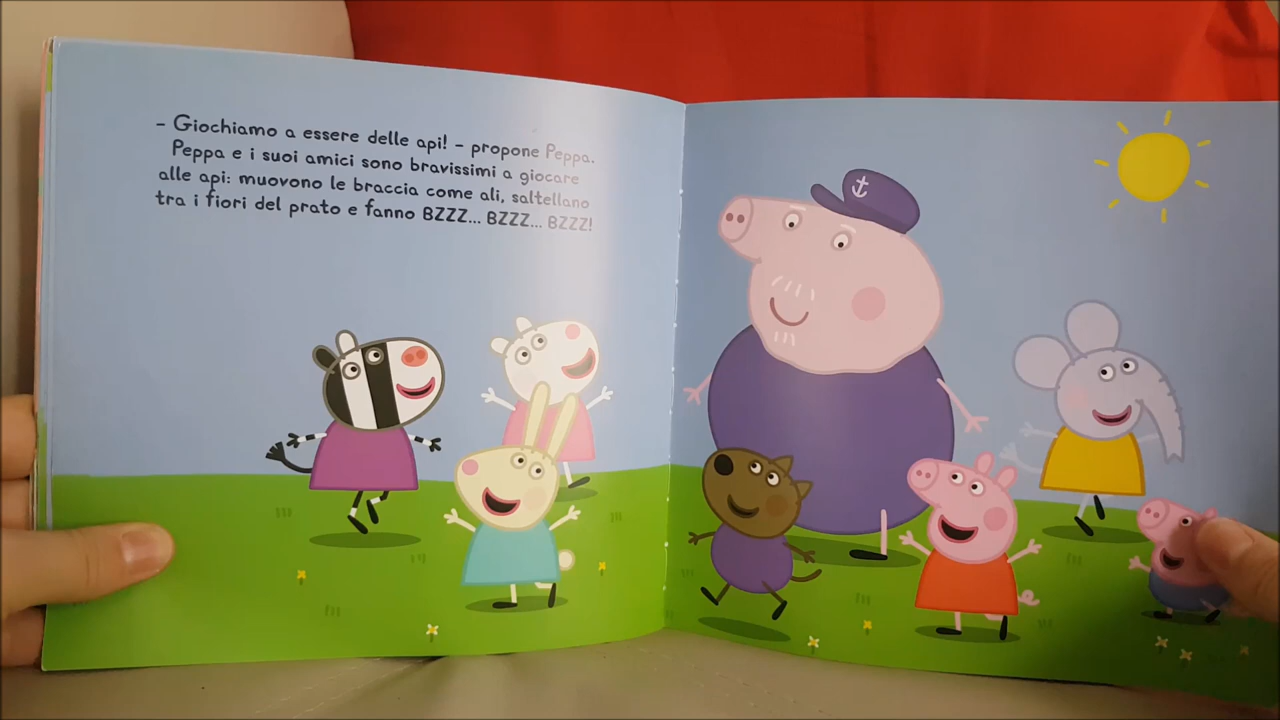 – Giochiamo a essere delle api! – propone Peppa.
Peppa e i suoi amici sono bravissimi a giocare
alle api: muovono le braccia come ali, saltellano
tra i fiori del prato e fanno BZZZ... BZZZ... BZZZ!